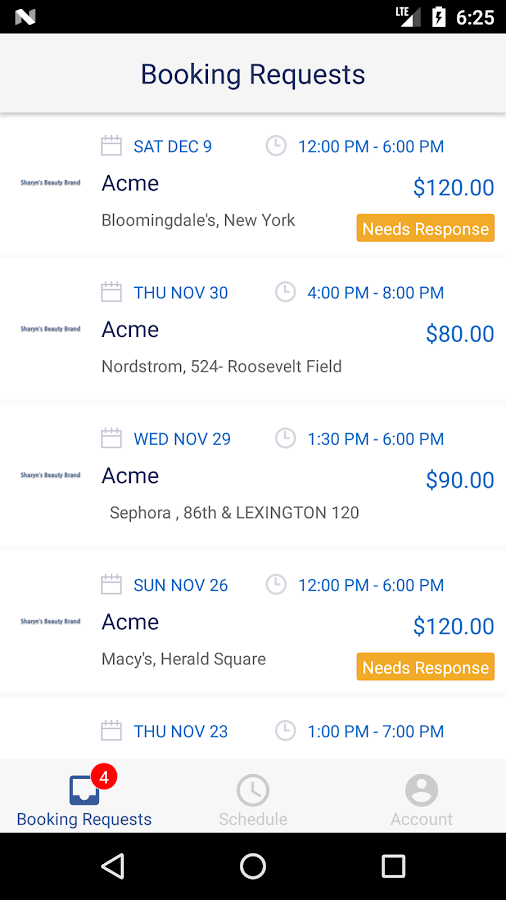 LTE 6:25
Booking Requests
SAT DEC 9 12:00 PM - 6:00 PM
Sharyn's Beauty Brand Acme $120.00
Bloomingdale's, New York Needs Response
THU NOV 30 4:00 PM - 8:00 PM
Sharyn's Beauty Brand Acme $80.00
Nordstrom, 524- Roosevelt Field
WED NOV 29 1:30 PM - 6:00 PM
Sharyn's Beauty Brand Acme $90.00
Sephora , 86th & LEXINGTON 120
SUN NOV 26 12:00 PM - 6:00 PM
Sharyn's Beauty Brand Acme $120.00
Macy's, Herald Square Needs Response
THU NOV 23 1:00 PM - 7:00 PM
4
Booking Requests Schedule Account